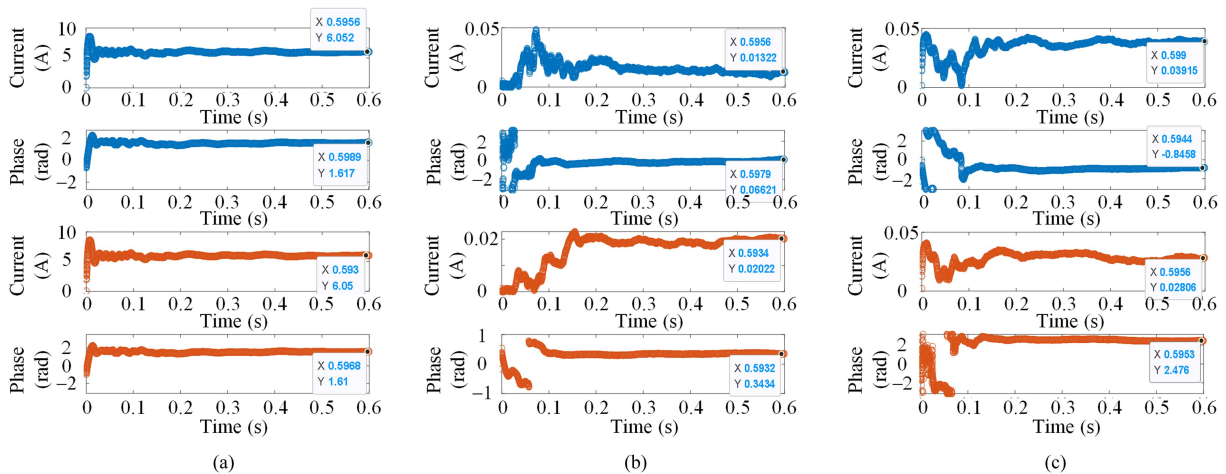 10
5
0
Current
(A)
X 0.5956
Y 6.052
0 0.1 0.2 0.3 0.4 0.5 0.6
Time (s)
2
0
−2
Phase
(rad)
X 0.5989
Y 1.617
0 0.1 0.2 0.3 0.4 0.5 0.6
Time (s)
10
0
Current
(A)
X 0.593
Y 6.05
0 0.1 0.2 0.3 0.4 0.5 0.6
Time (s)
2
0
−2
Phase
(rad)
X 0.5968
Y 1.61
0 0.1 0.2 0.3 0.4 0.5 0.6
Time (s)
(a)
0.05
0
Current
(A)
X 0.5956
Y 0.01322
0 0.1 0.2 0.3 0.4 0.5 0.6
Time (s)
2
0
−2
Phase
(rad)
X 0.5979
Y 0.06621
0 0.1 0.2 0.3 0.4 0.5 0.6
Time (s)
0.02
0
Current
(A)
X 0.5934
Y 0.02022
0 0.1 0.2 0.3 0.4 0.5 0.6
Time (s)
1
0
−1
Phase
(rad)
X 0.5932
Y 0.3434
0 0.1 0.2 0.3 0.4 0.5 0.6
Time (s)
(b)
0.05
0
Current
(A)
X 0.599
Y 0.03915
0 0.1 0.2 0.3 0.4 0.5 0.6
Time (s)
2
0
−2
Phase
(rad)
X 0.5944
Y -0.8458
0 0.1 0.2 0.3 0.4 0.5 0.6
Time (s)
0.05
0
Current
(A)
X 0.5956
Y 0.02806
0 0.1 0.2 0.3 0.4 0.5 0.6
Time (s)
2
0
−2
Phase
(rad)
X 0.5953
Y 2.476
0 0.1 0.2 0.3 0.4 0.5 0.6
Time (s)
(c)